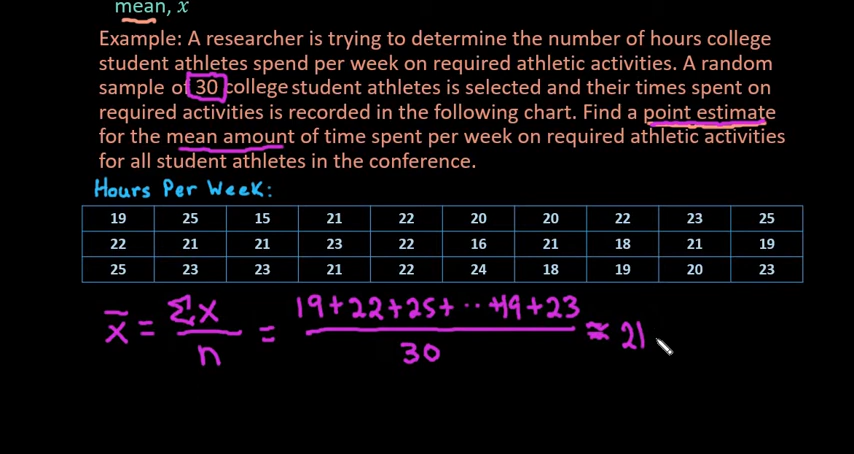 mean, x
Example: A researcher is trying to determine the number of hours college
student athletes spend per week on required athletic activities. A random
sample of 30 college student athletes is selected and their times spent on
required activities is recorded in the following chart. Find a point estimate
for the mean amount of time spent per week on required athletic activities
for all student athletes in the conference.
Hours Per Week:
19 25 15 21 22 20 20 22 23 25
22 21 21 23 22 16 21 18 21 19
25 23 23 21 22 24 18 19 20 23
x̄ = Σx / n = 19+22+25+ ··· +19+23 / 30 ≈ 21